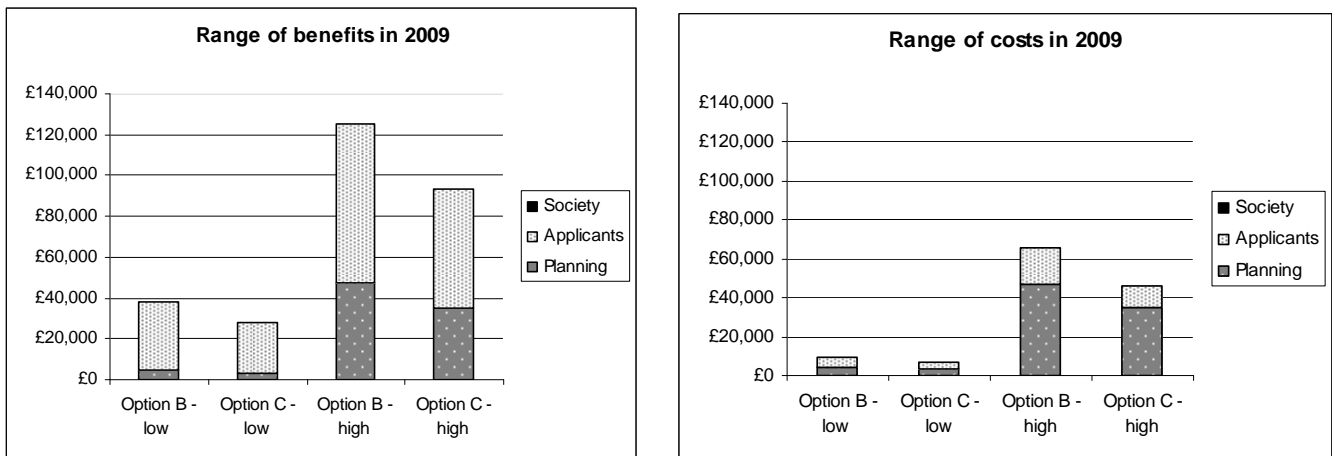 Range of benefits in 2009
£140,000
£120,000
£100,000
£80,000
£60,000
£40,000
£20,000
£0
Option B -
low
Option C -
low
Option B -
high
Option C -
high
Society
Applicants
Planning
Range of costs in 2009
£140,000
£120,000
£100,000
£80,000
£60,000
£40,000
£20,000
£0
Option B -
low
Option C -
low
Option B -
high
Option C -
high
Society
Applicants
Planning